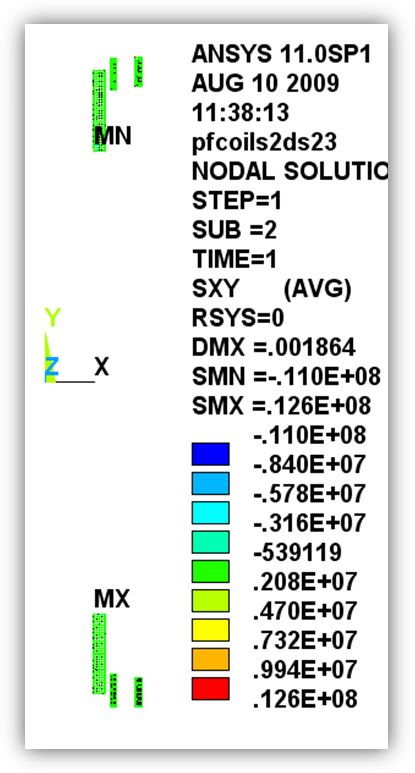 ANSYS 11.0SP1
AUG 10 2009
11:38:13
pfcoils2ds23
NODAL SOLUTIO
STEP=1
SUB =2
TIME=1
SXY (AVG)
RSYS=0
DMX =.001864
SMN =-.110E+08
SMX =.126E+08
-.110E+08
-.840E+07
-.578E+07
-.316E+07
-539119
.208E+07
.470E+07
.732E+07
.994E+07
.126E+08
MN
Y
Z X
MX